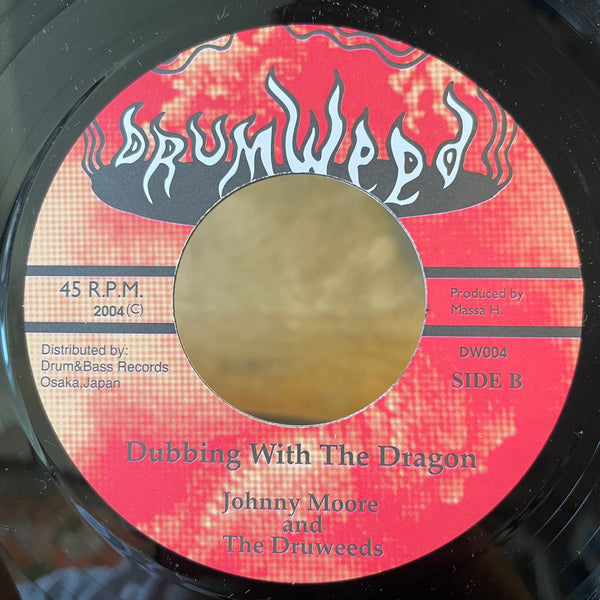 DRUMWEED
45 R.P.M.
2004 (C)
Produced by
Massa H.
Distributed by:
Drum&Bass Records
Osaka,Japan
DW004
SIDE B
Dubbing With The Dragon
Johnny Moore
and
The Druweeds